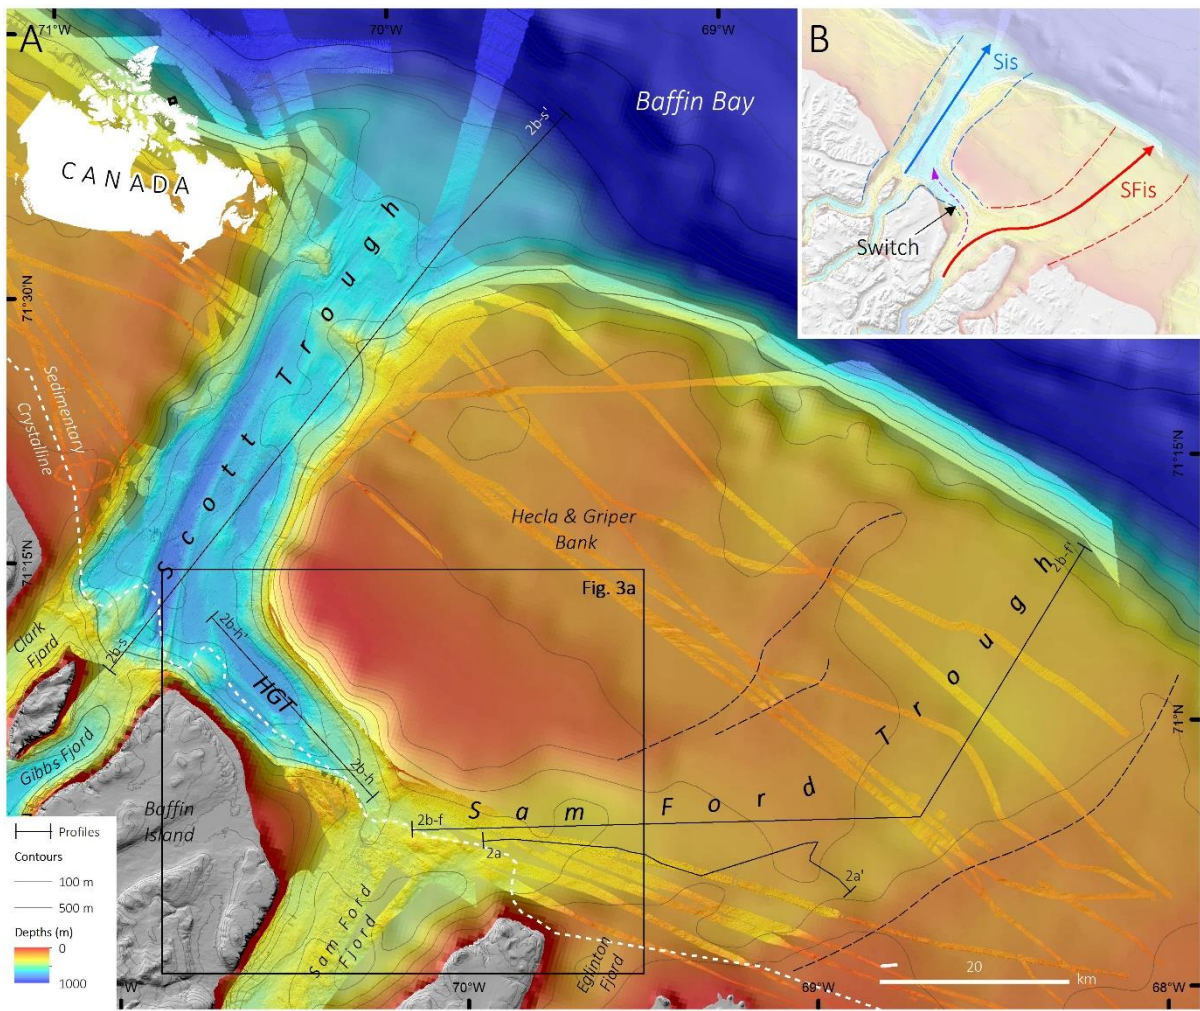 A
71°W
70°W
69°W
Baffin Bay
CANADA
2b-s'
B
Sis
SFis
Switch
71°30'N
Scott Trough
Sedimentary
Crystalline
71°15'N
71°15'N
Hecla & Griper
Bank
Fig. 3a
2b-f'
2b-h'
2b-s
Clark
Fjord
HGT
Gibbs Fjord
2b-h
71°N
Sam Ford Trough
2b-f
2a
2a'
Baffin
Island
Sam Ford
Fjord
Eglinton
Fjord
Profiles
Contours
100 m
500 m
Depths (m)
0
1000
20
km
°W
70°W
69°W
68°W